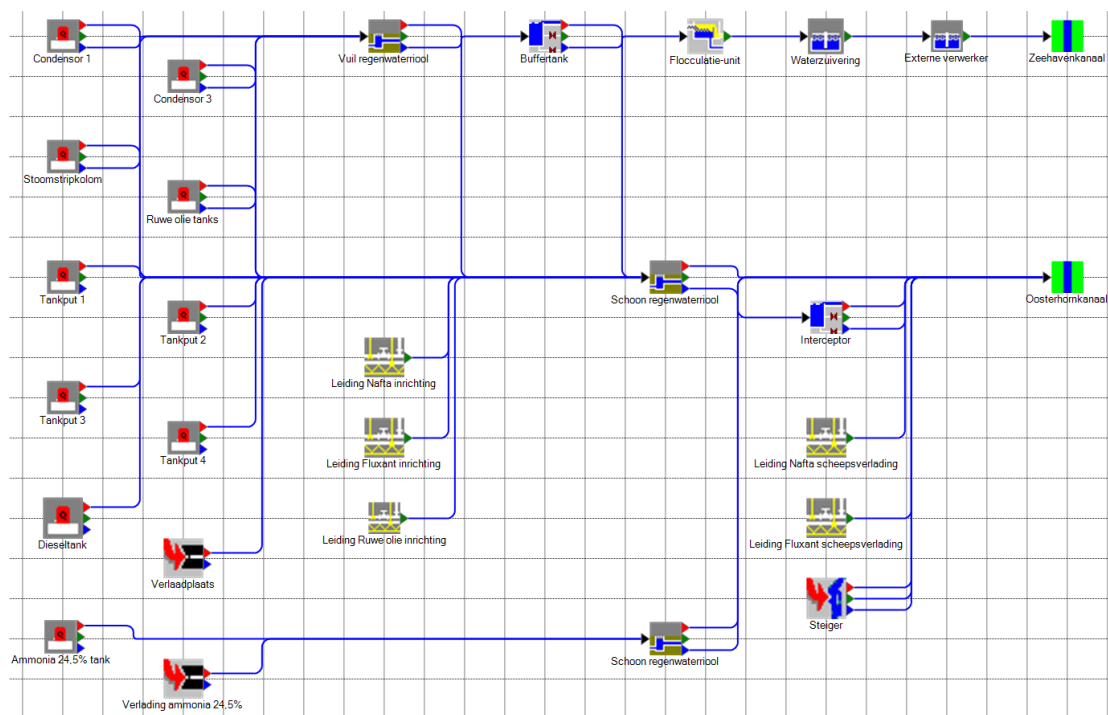 Condensor 1
Vuil regenwaterriool
Buffertank
Flocculatie-unit
Waterzuivering
Externe verwerker
Zeehavenkanaal
Condensor 3
Stoomstripkolom
Ruwe olie tanks
Tankput 1
Schoon regenwaterriool
Oosterhornkanaal
Tankput 2
Interceptor
Leiding Nafta inrichting
Tankput 3
Tankput 4
Leiding Fluxant inrichting
Leiding Nafta scheepsverlading
Dieseltank
Leiding Ruwe olie inrichting
Leiding Fluxant scheepsverlading
Verlaadplaats
Steiger
Ammonia 24,5% tank
Schoon regenwaterriool
Verlading ammonia 24,5%